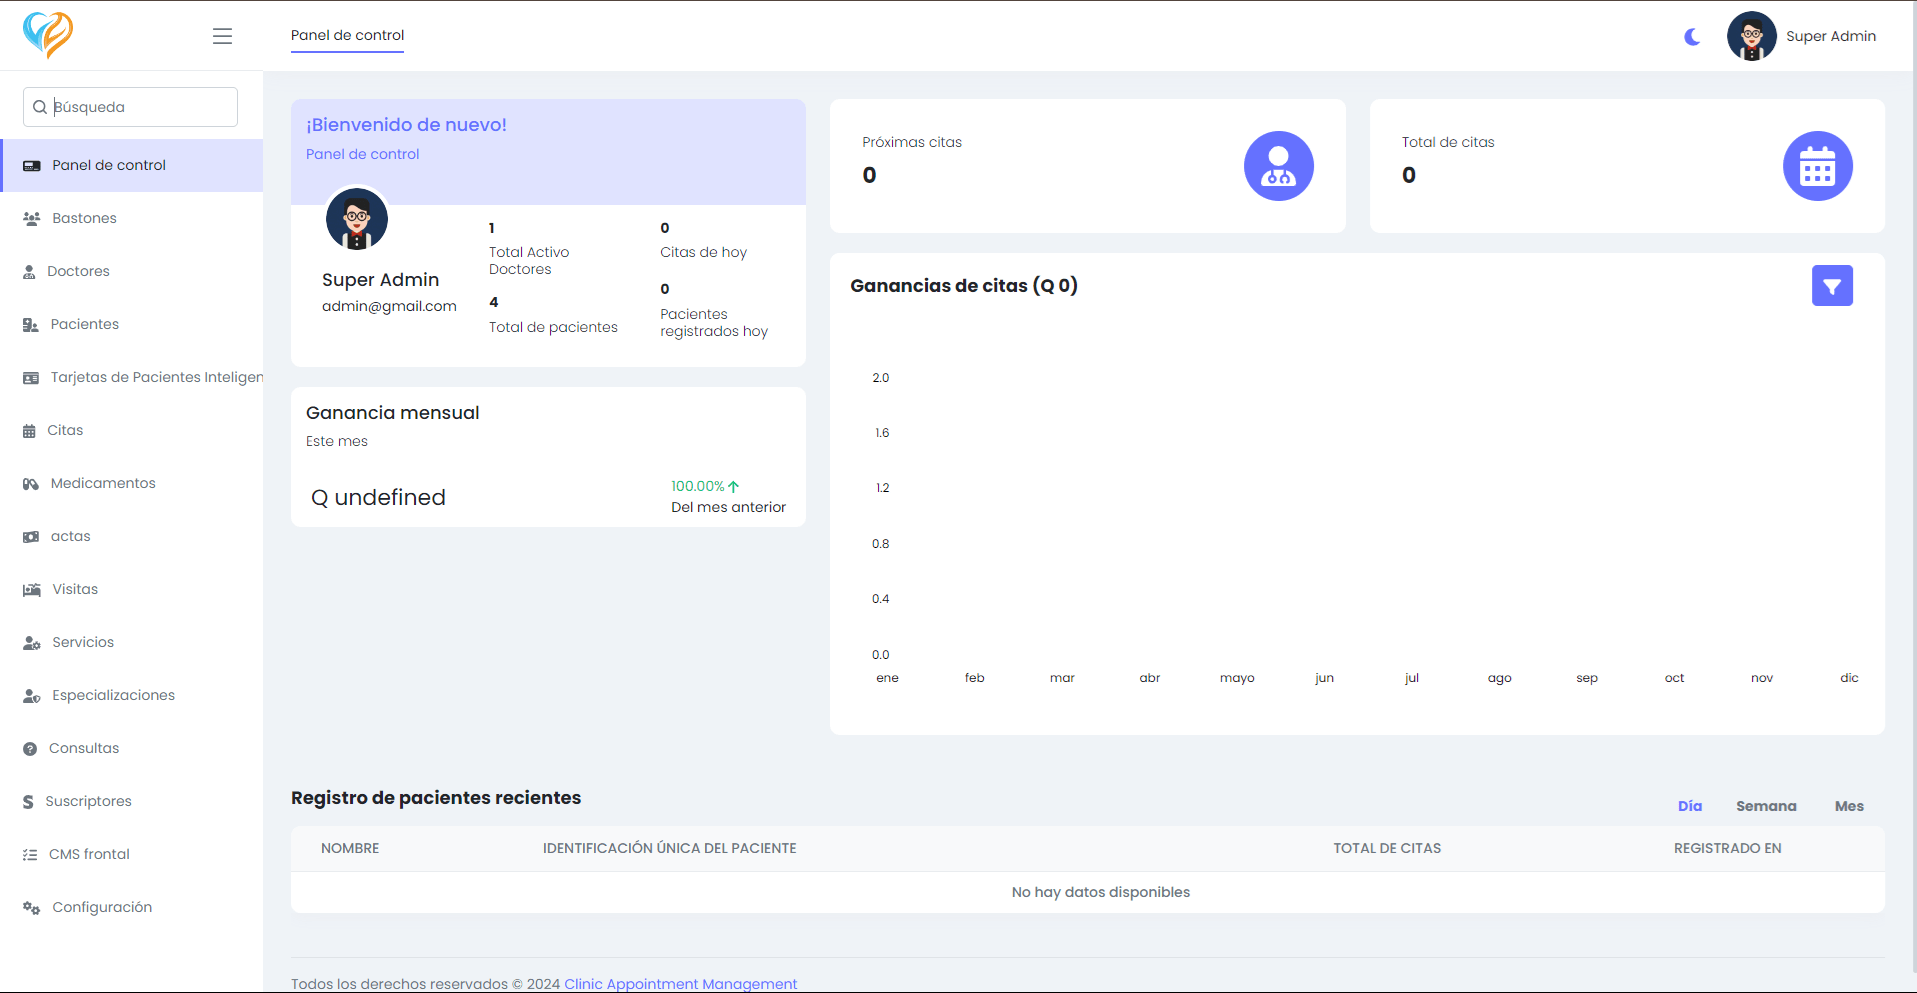 Panel de control
Super Admin
Búsqueda
Panel de control
Bastones
Doctores
Pacientes
Tarjetas de Pacientes Inteligen
Citas
Medicamentos
actas
Visitas
Servicios
Especializaciones
Consultas
Suscriptores
CMS frontal
Configuración
¡Bienvenido de nuevo!
Panel de control
Super Admin
admin@gmail.com
1
Total Activo
Doctores
4
Total de pacientes
0
Citas de hoy
0
Pacientes
registrados hoy
Próximas citas
0
Total de citas
0
Ganancia mensual
Este mes
Q undefined
100.00%
Del mes anterior
Ganancias de citas (Q 0)
2.0
1.6
1.2
0.8
0.4
0.0
ene feb mar abr mayo jun jul ago sep oct nov dic
Registro de pacientes recientes
Día Semana Mes
NOMBRE IDENTIFICACIÓN ÚNICA DEL PACIENTE TOTAL DE CITAS REGISTRADO EN
No hay datos disponibles
Todos los derechos reservados © 2024 Clinic Appointment Management